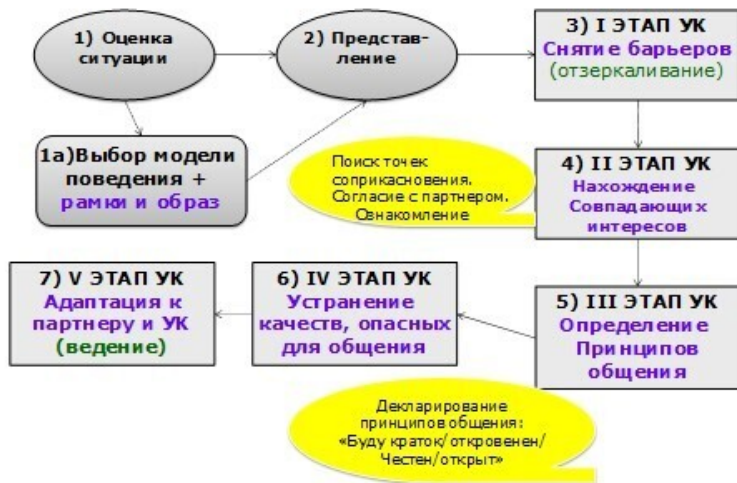 1) Оценка
ситуации
2) Представ-
ление
3) I ЭТАП УК
Снятие барьеров
(отзеркаливание)
1а)Выбор модели
поведения +
рамки и образ
Поиск точек
соприкасновения.
Согласие с партнером.
Ознакомление
4) II ЭТАП УК
Нахождение
Совпадающих
интересов
7) V ЭТАП УК
Адаптация к
партнеру и УК
(ведение)
6) IV ЭТАП УК
Устранение
качеств, опасных
для общения
5) III ЭТАП УК
Определение
Принципов
общения
Декларирование
принципов общения:
«Буду краток/откровенен/
Честен/открыт»